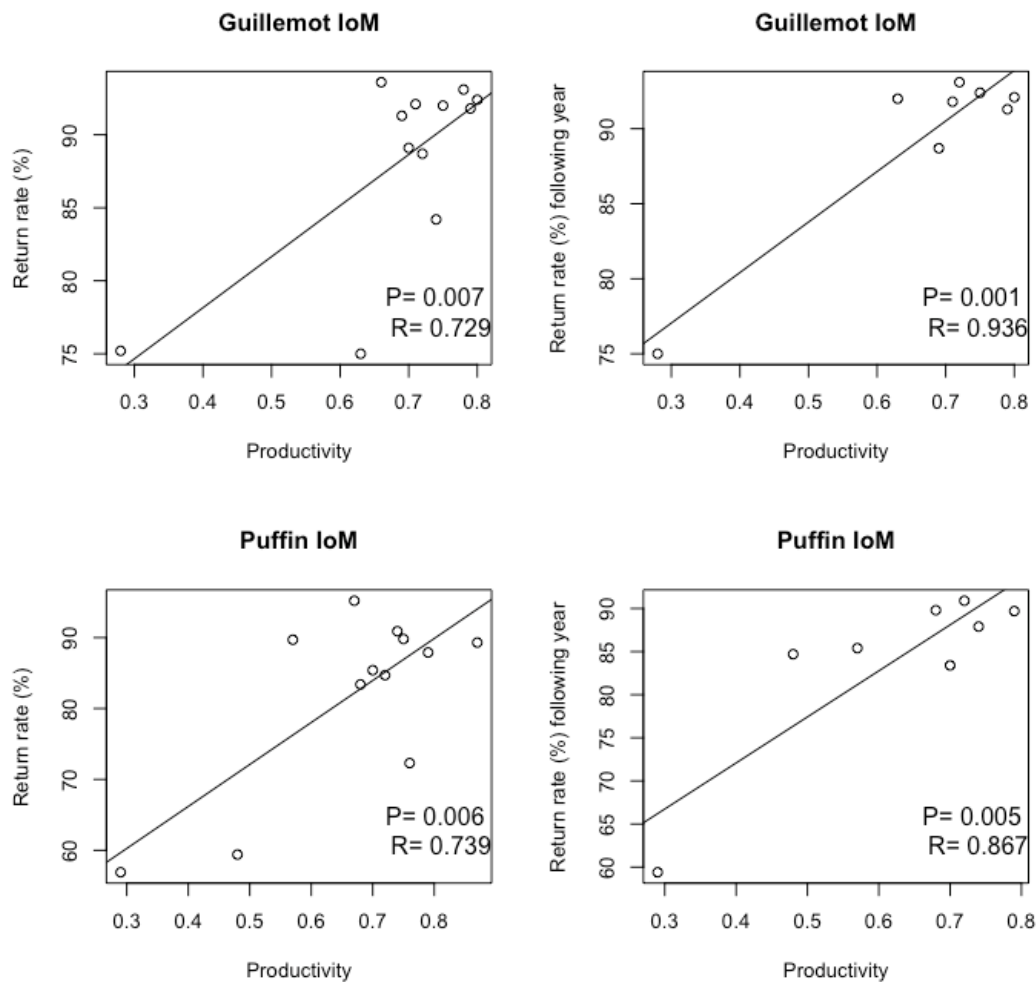 Guillemot IoM
Return rate (%)
90
85
80
75
P= 0.007
R= 0.729
0.3 0.4 0.5 0.6 0.7 0.8
Productivity
Guillemot IoM
Return rate (%) following year
90
85
80
75
P= 0.001
R= 0.936
0.3 0.4 0.5 0.6 0.7 0.8
Productivity
Puffin IoM
Return rate (%)
90
80
70
60
P= 0.006
R= 0.739
0.3 0.4 0.5 0.6 0.7 0.8
Productivity
Puffin IoM
Return rate (%) following year
90
85
80
75
70
65
60
P= 0.005
R= 0.867
0.3 0.4 0.5 0.6 0.7 0.8
Productivity